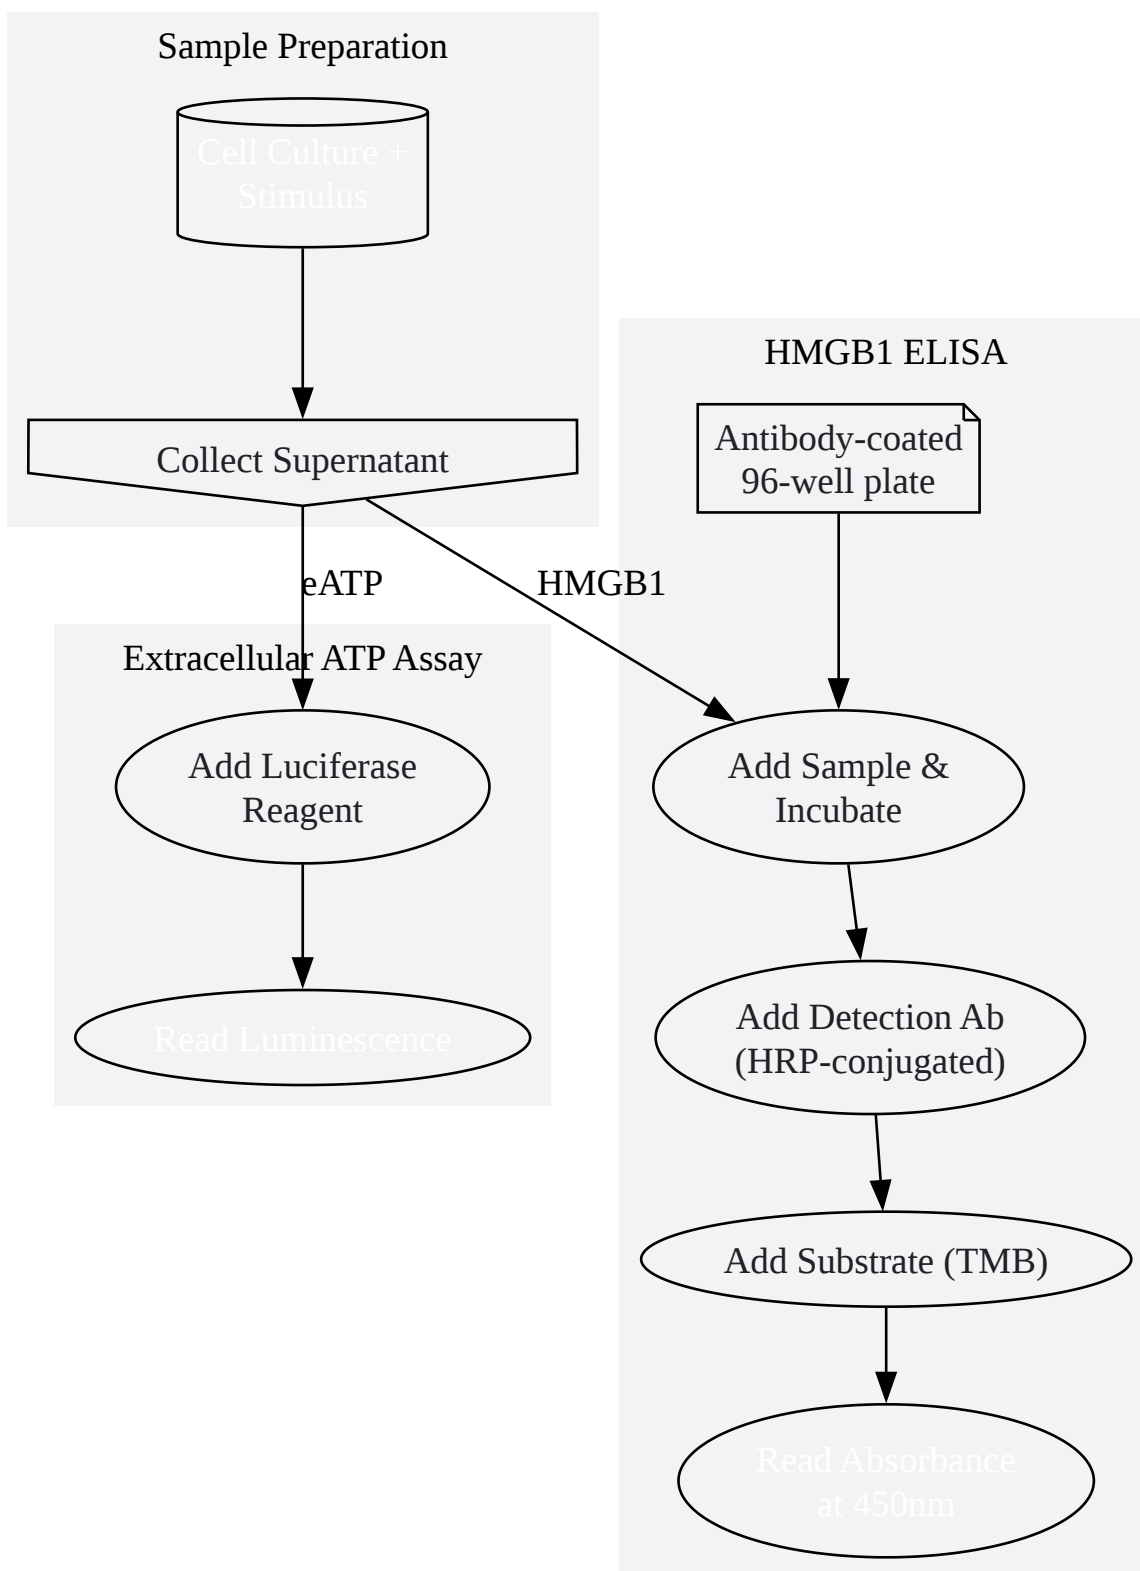 Sample Preparation
Cell Culture +
Stimulus
Collect Supernatant
eATP
HMGB1
Extracellular ATP Assay
Add Luciferase
Reagent
Read Luminescence
HMGB1 ELISA
Antibody-coated
96-well plate
Add Sample &
Incubate
Add Detection Ab
(HRP-conjugated)
Add Substrate (TMB)
Read Absorbance
at 450nm